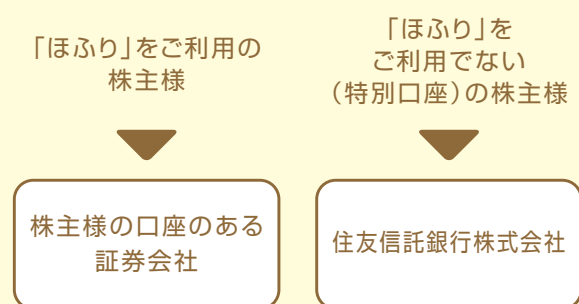 「ほふり」をご利用の
株主様
「ほふり」を
ご利用でない
（特別口座）の株主様
株主様の口座のある
証券会社
住友信託銀行株式会社